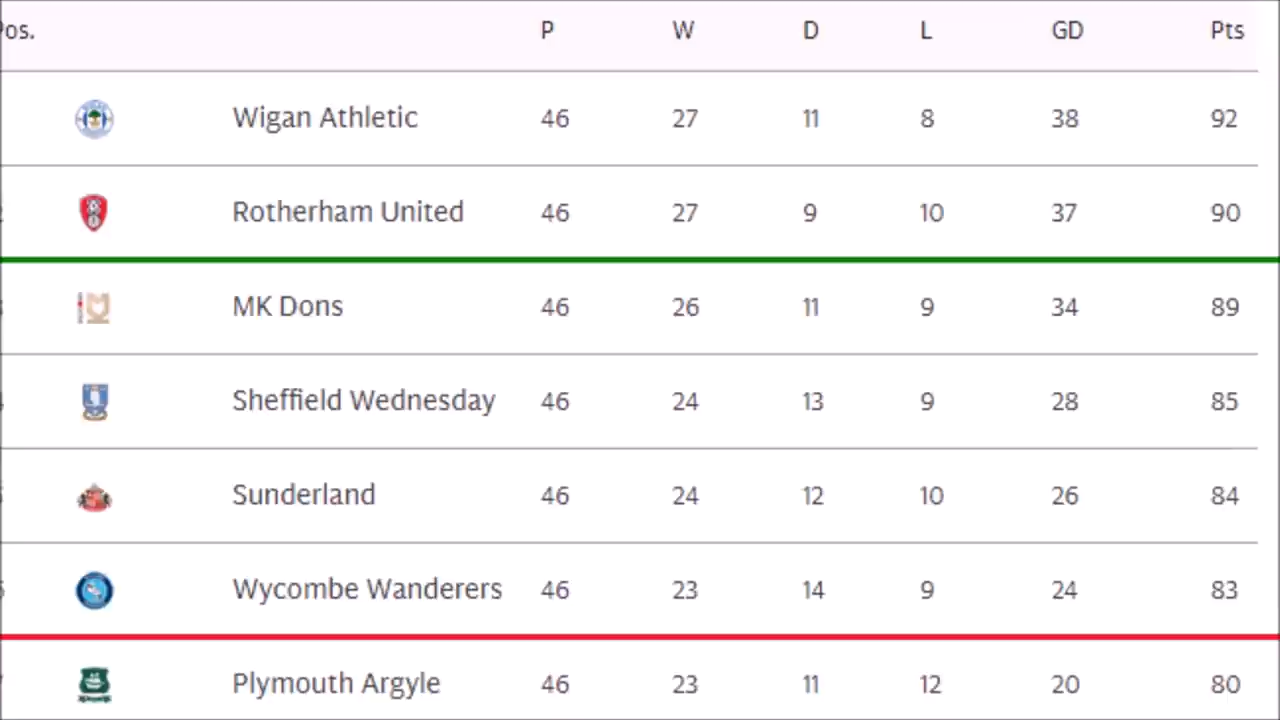 Pos. P W D L GD Pts
Wigan Athletic 46 27 11 8 38 92
Rotherham United 46 27 9 10 37 90
MK Dons 46 26 11 9 34 89
Sheffield Wednesday 46 24 13 9 28 85
Sunderland 46 24 12 10 26 84
Wycombe Wanderers 46 23 14 9 24 83
Plymouth Argyle 46 23 11 12 20 80